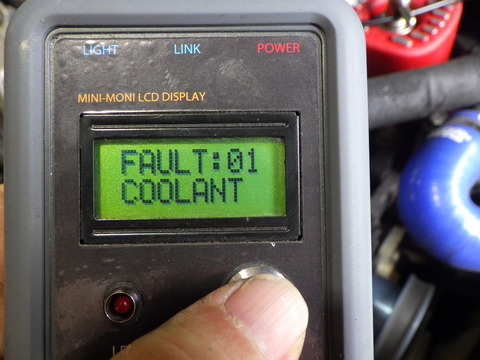 LIGHT LINK POWER
MINI-MONI LCD DISPLAY
FAULT:01
COOLANT